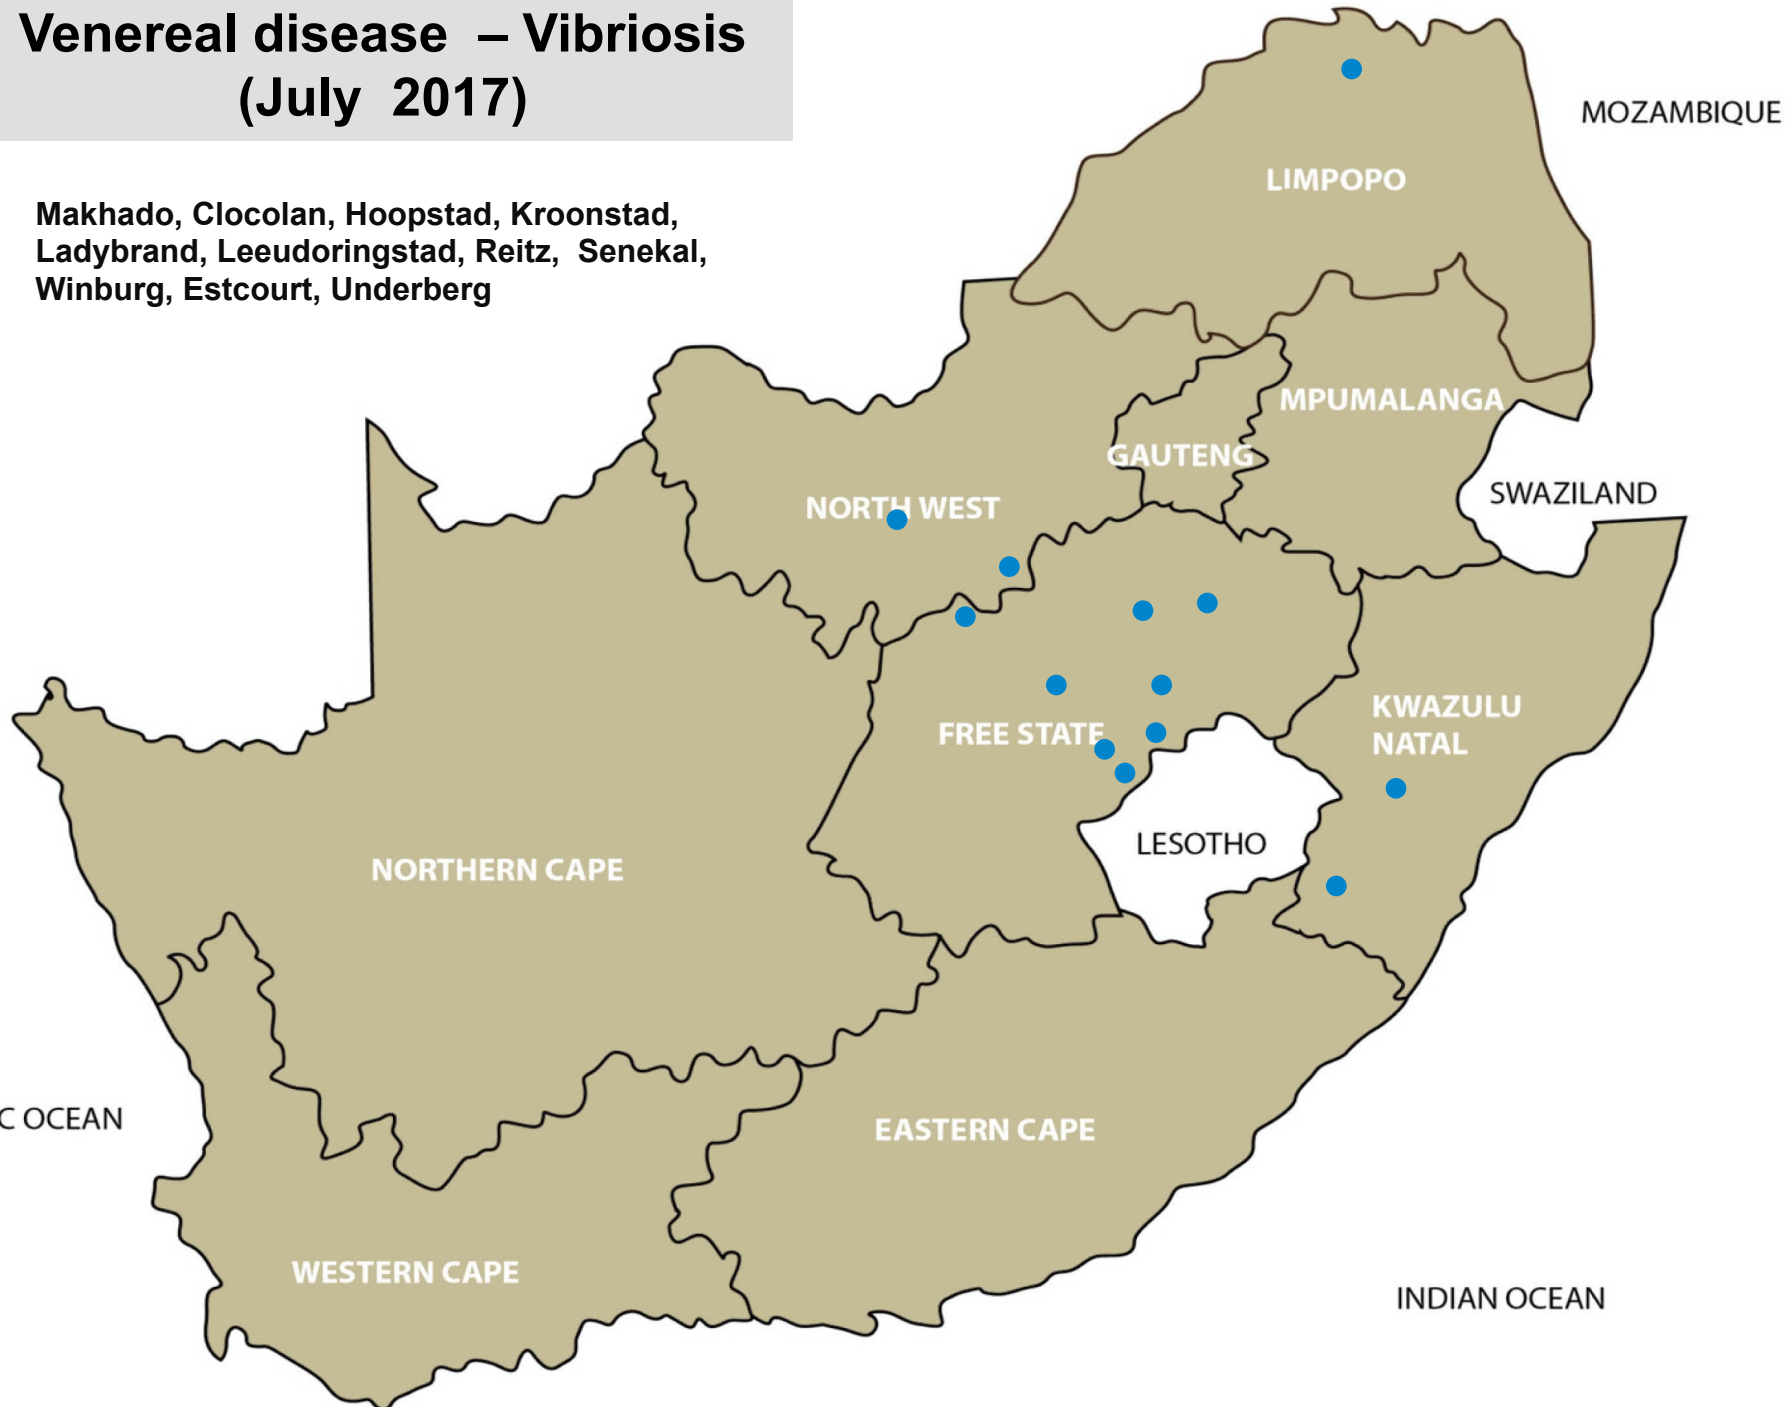 Venereal disease – Vibriosis
(July 2017)
Makhado, Clocolan, Hoopstad, Kroonstad,
Ladybrand, Leeudoringstad, Reitz, Senekal,
Winburg, Estcourt, Underberg
MOZAMBIQUE
LIMPOPO
MPUMALANGA
GAUTENG
SWAZILAND
NORTH WEST
KWAZULU
NATAL
FREE STATE
LESOTHO
NORTHERN CAPE
C OCEAN
EASTERN CAPE
WESTERN CAPE
INDIAN OCEAN